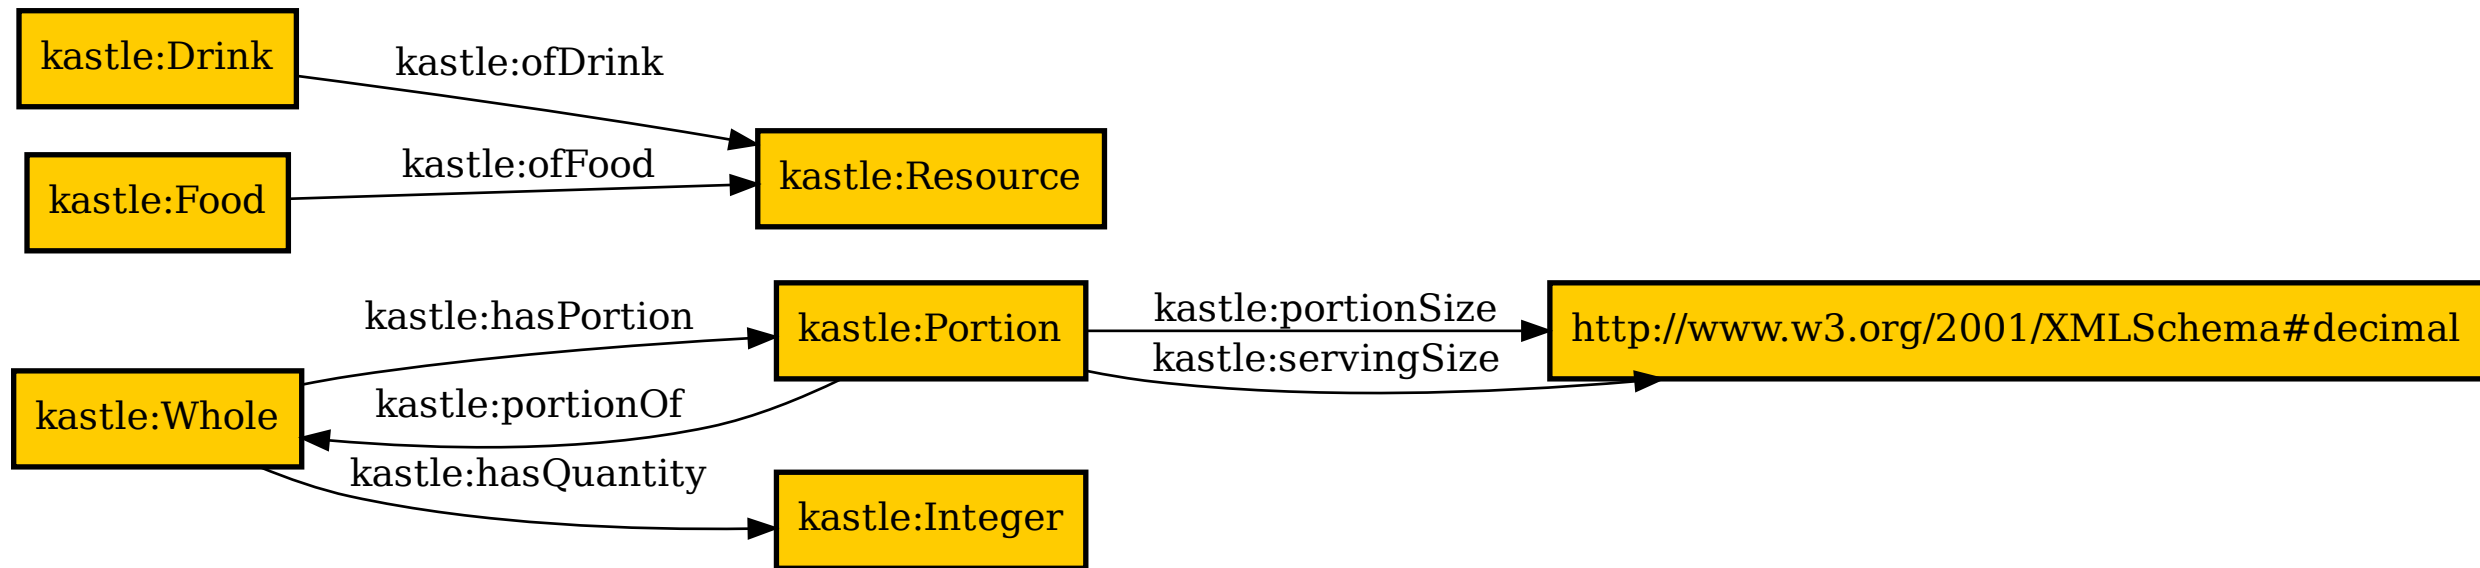 kastle:Drink
kastle:ofDrink
kastle:Food
kastle:ofFood
kastle:Resource
kastle:hasPortion
kastle:Portion
kastle:portionSize
http://www.w3.org/2001/XMLSchema#decimal
kastle:servingSize
kastle:Whole
kastle:portionOf
kastle:hasQuantity
kastle:Integer